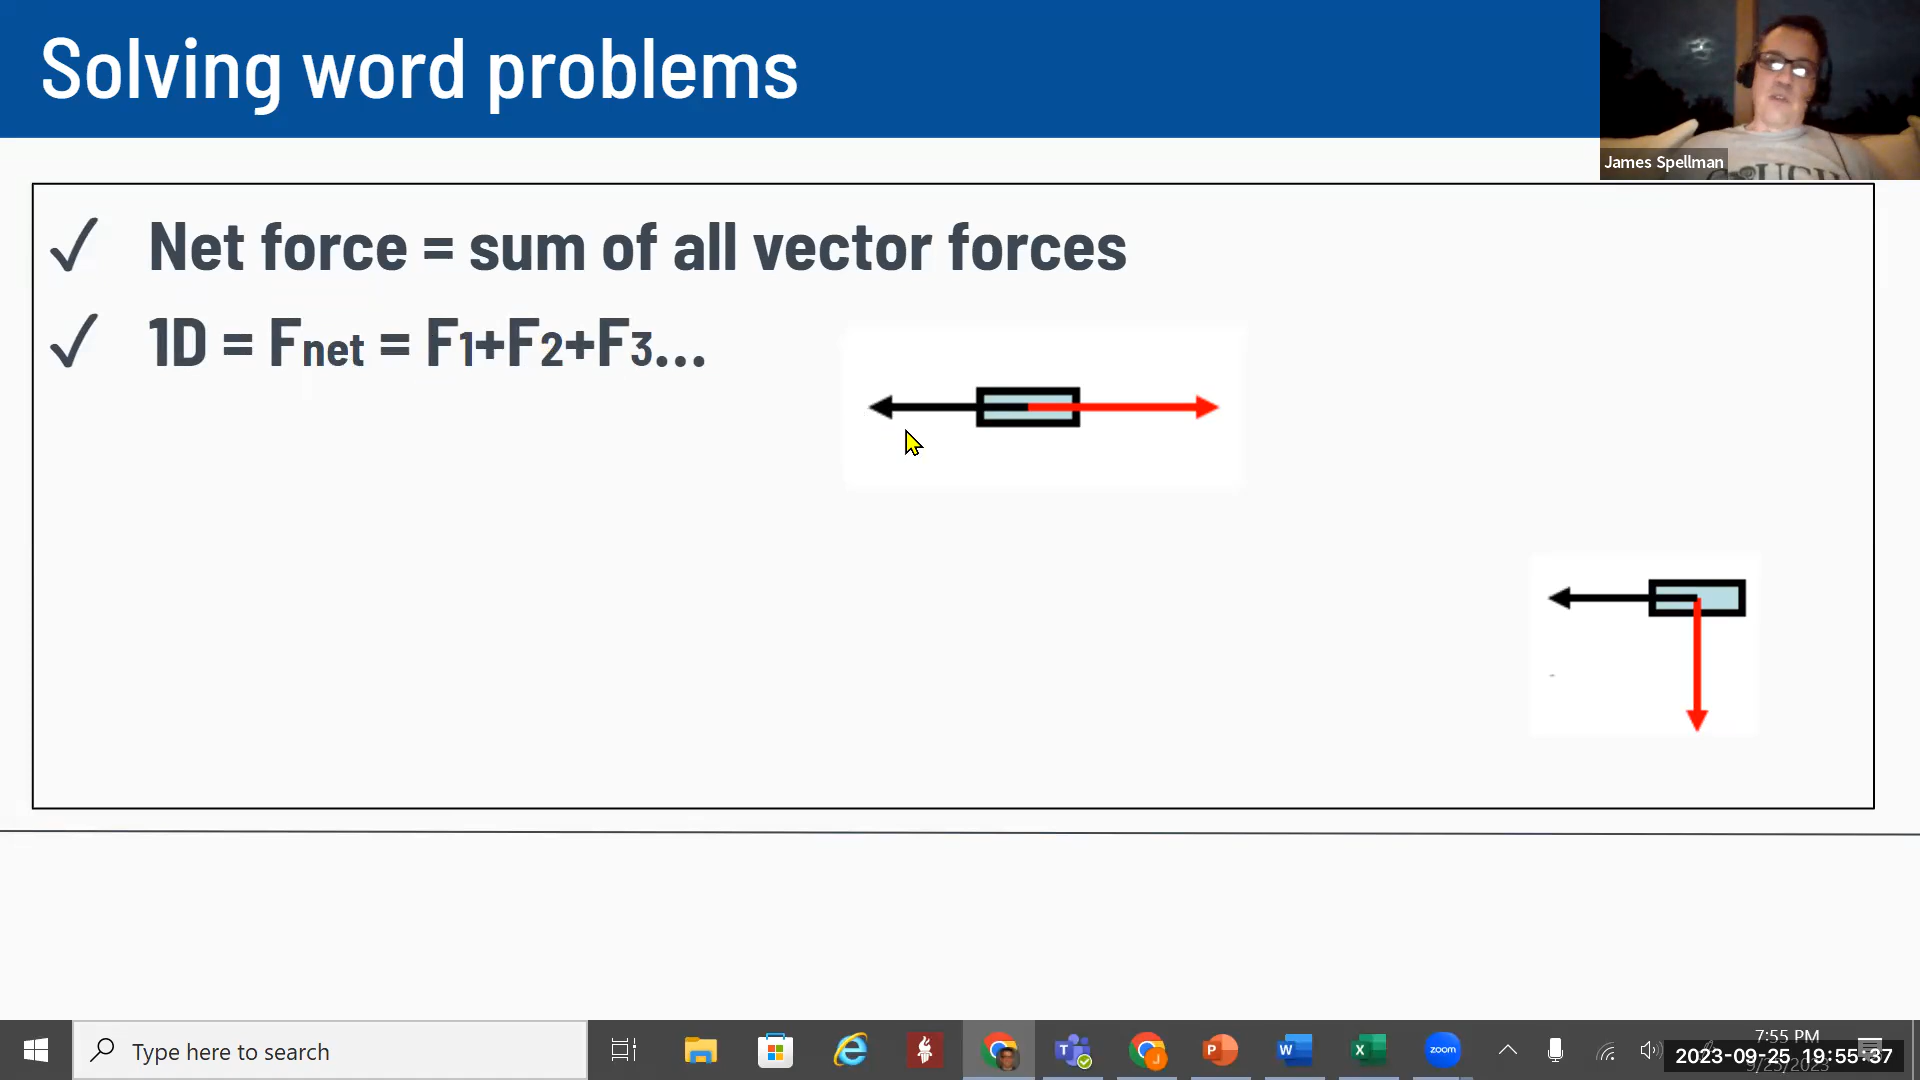 Solving word problems
James Spellman
✓ Net force = sum of all vector forces
✓ 1D = Fnet = F1+F2+F3...
Type here to search
zoom
7:55 PM
2023-09-25 19:55:37
9/25/2023